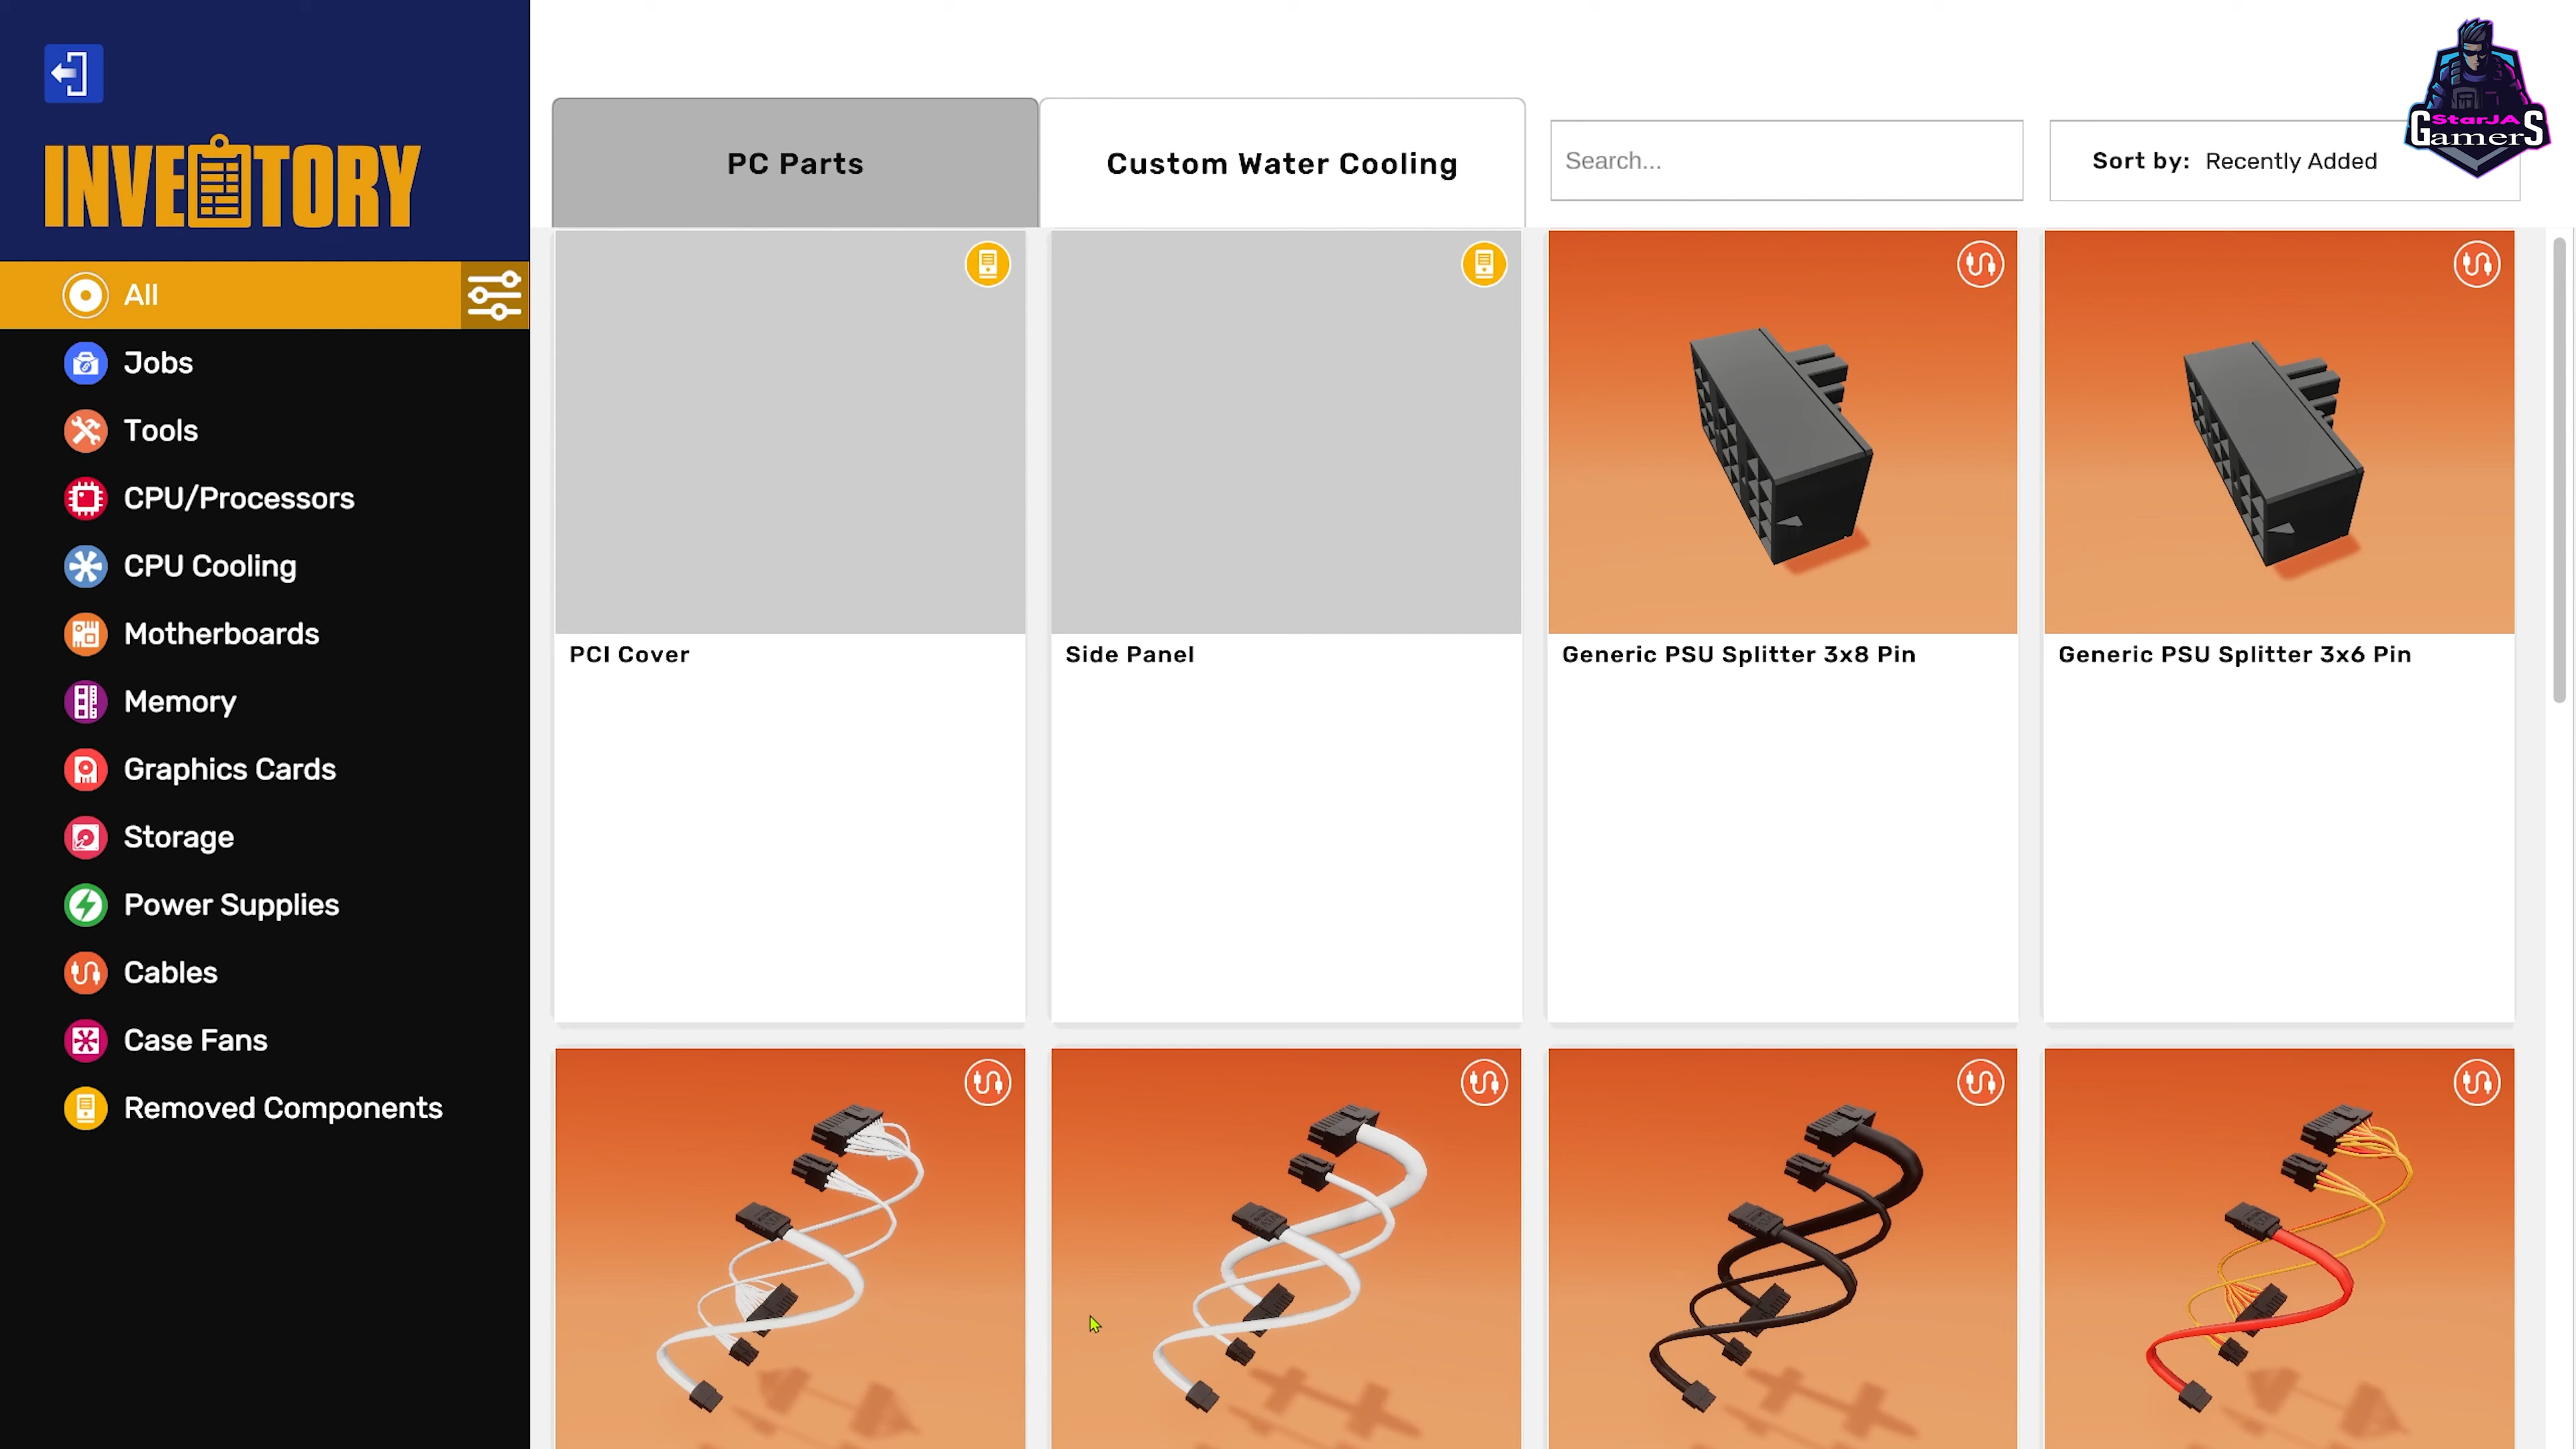 INVENTORY
All
Jobs
Tools
CPU/Processors
CPU Cooling
Motherboards
Memory
Graphics Cards
Storage
Power Supplies
Cables
Case Fans
Removed Components
PC Parts
Custom Water Cooling
Search...
Sort by: Recently Added
StarJA
GamerS
PCI Cover
Side Panel
Generic PSU Splitter 3x8 Pin
Generic PSU Splitter 3x6 Pin